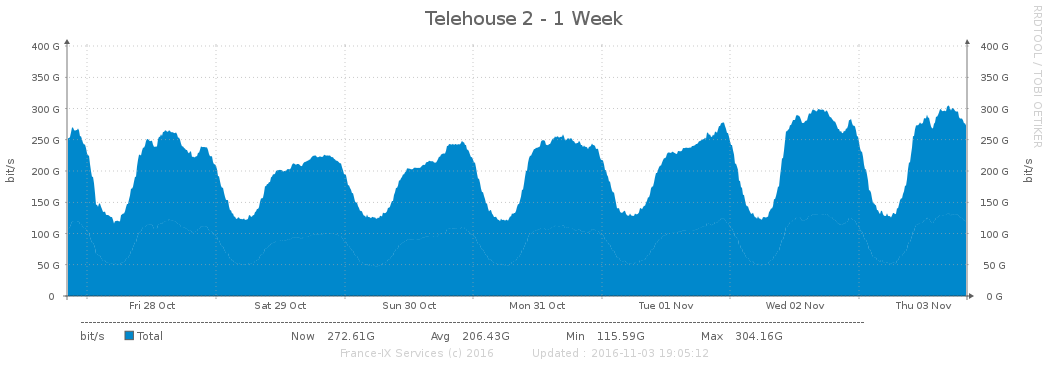 Telehouse 2 - 1 Week
RRDTOOL / TOBI OETIKER
400 G 400 G
350 G 350 G
300 G 300 G
250 G 250 G
200 G 200 G
150 G 150 G
100 G 100 G
50 G 50 G
0 0 G
bit/s bit/s
Fri 28 Oct Sat 29 Oct Sun 30 Oct Mon 31 Oct Tue 01 Nov Wed 02 Nov Thu 03 Nov
bit/s Total Now 272.61G Avg 206.43G Min 115.59G Max 304.16G
France-IX Services (c) 2016 Updated : 2016-11-03 19:05:12